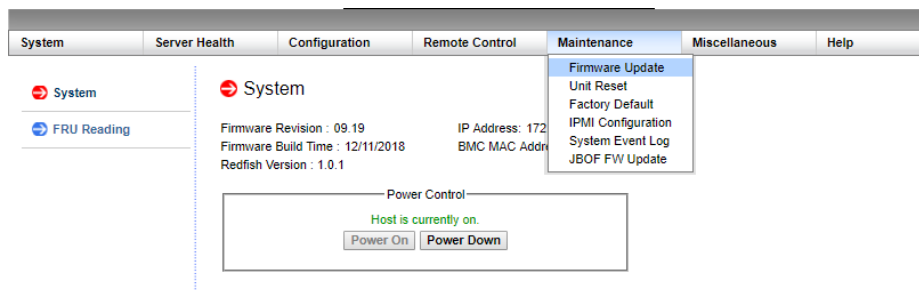 System Server Health Configuration Remote Control Maintenance Miscellaneous Help
Firmware Update
Unit Reset
Factory Default
IPMI Configuration
System Event Log
JBOF FW Update
System
FRU Reading
System
Firmware Revision : 09.19 IP Address: 172
Firmware Build Time : 12/11/2018 BMC MAC Addre
Redfish Version : 1.0.1
Power Control
Host is currently on.
Power On Power Down